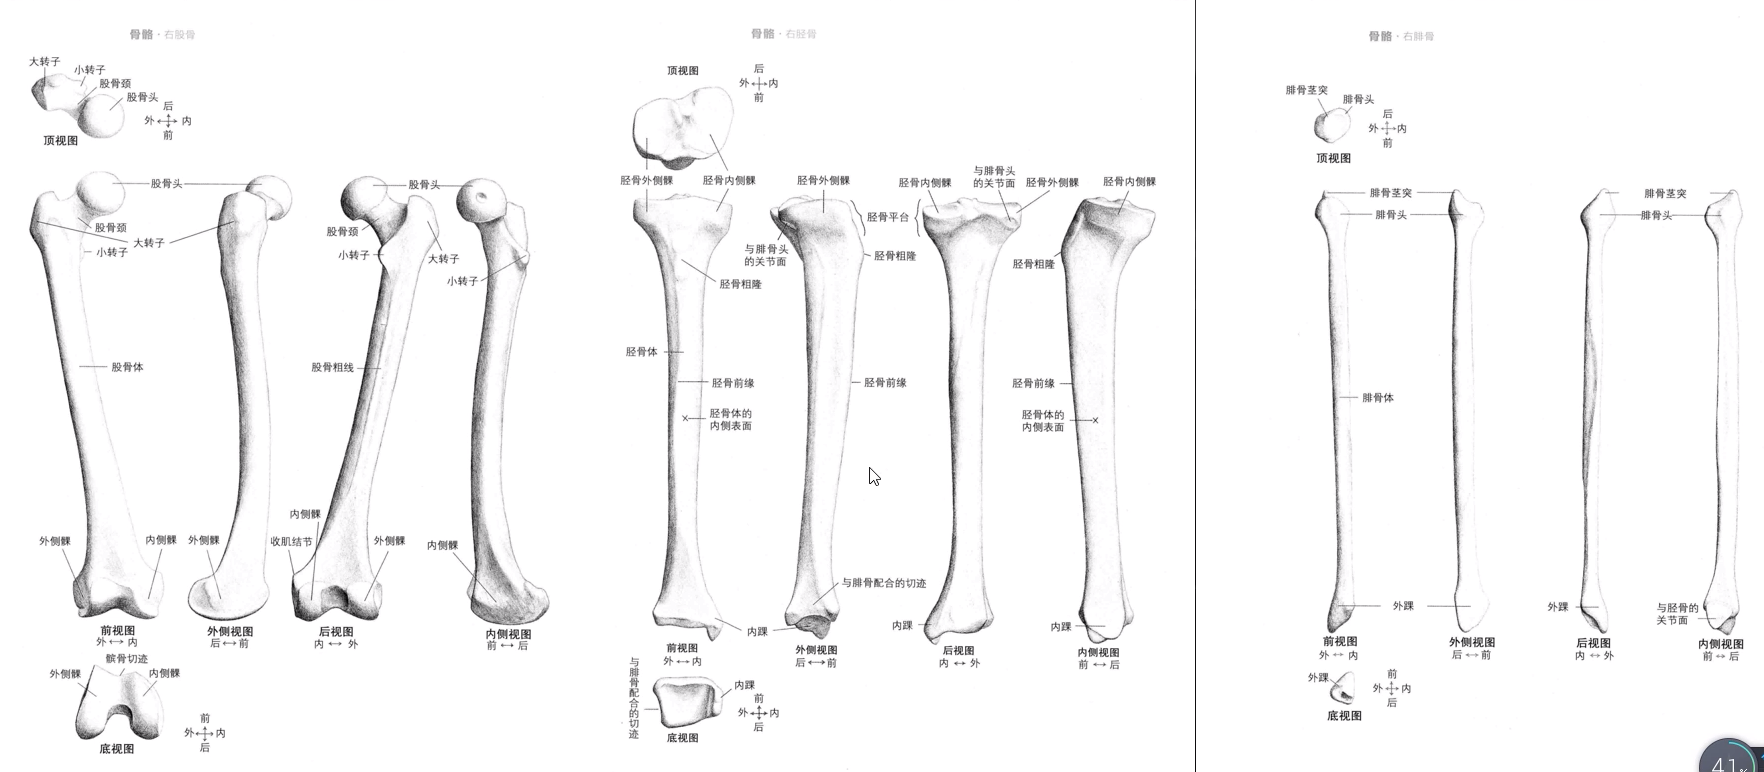 骨骼·右股骨
大转子
小转子
股骨颈
股骨头
后
外 内
前
顶视图
股骨头
股骨颈
大转子
小转子
股骨头
股骨颈
小转子
大转子
小转子
股骨体
股骨粗线
外侧髁
内侧髁
外侧髁
内侧髁
收肌结节
外侧髁
内侧髁
前视图
外↔内
外侧视图
后↔前
后视图
内↔外
内侧视图
前↔后
髌骨切迹
外侧髁
内侧髁
前
外 内
后
底视图
骨骼·右胫骨
顶视图
后
外 内
前
胫骨外侧髁
胫骨内侧髁
胫骨外侧髁
胫骨平台
胫骨内侧髁
与腓骨头
的关节面
胫骨外侧髁
胫骨内侧髁
与腓骨头
的关节面
胫骨粗隆
胫骨粗隆
胫骨粗隆
胫骨体
胫骨前缘
胫骨前缘
胫骨前缘
胫骨体的
内侧表面
胫骨体的
内侧表面
与腓骨配合的切迹
内踝
内踝
内踝
前视图
外↔内
外侧视图
后↔前
后视图
内↔外
内侧视图
前↔后
与腓骨配合的切迹
内踝
前
外 内
后
底视图
骨骼·右腓骨
腓骨茎突
腓骨头
后
外 内
前
顶视图
腓骨茎突
腓骨头
腓骨茎突
腓骨头
腓骨体
外踝
外踝
与胫骨的
关节面
前视图
外↔内
外侧视图
后↔前
后视图
内↔外
内侧视图
前↔后
外踝
前
外 内
后
底视图
41%